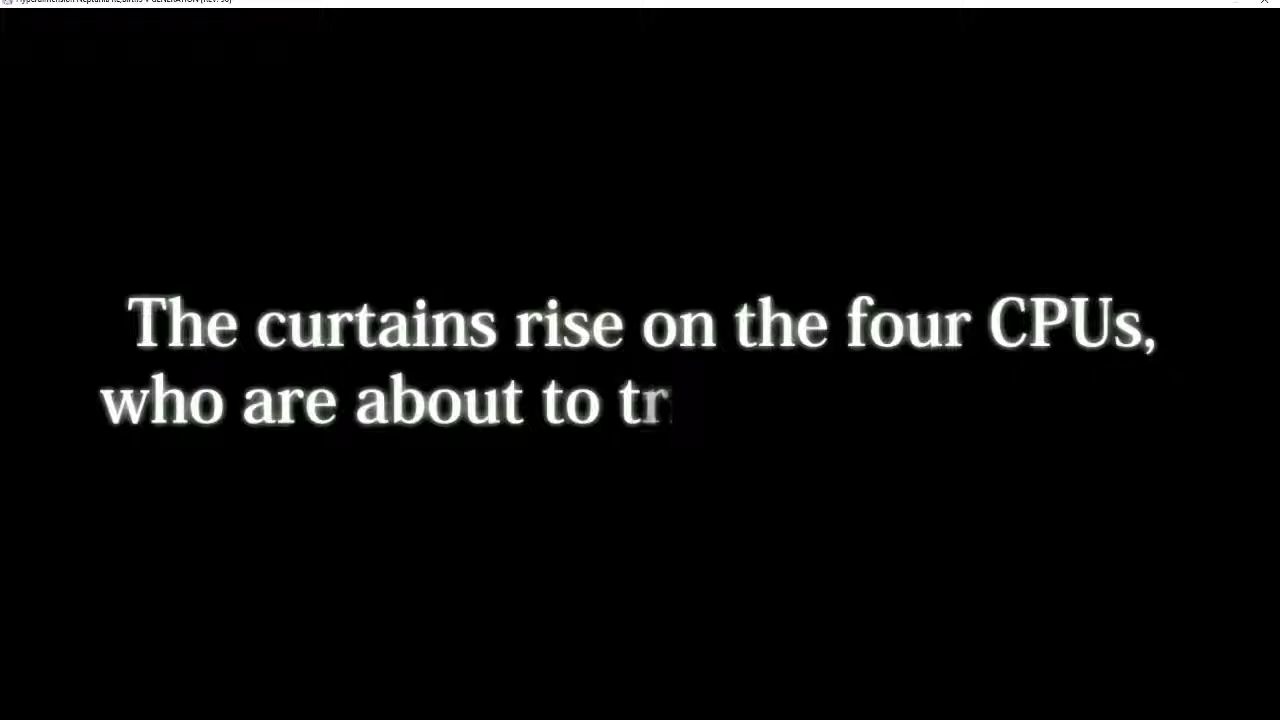 The curtains rise on the four CPUs,
who are about to tr